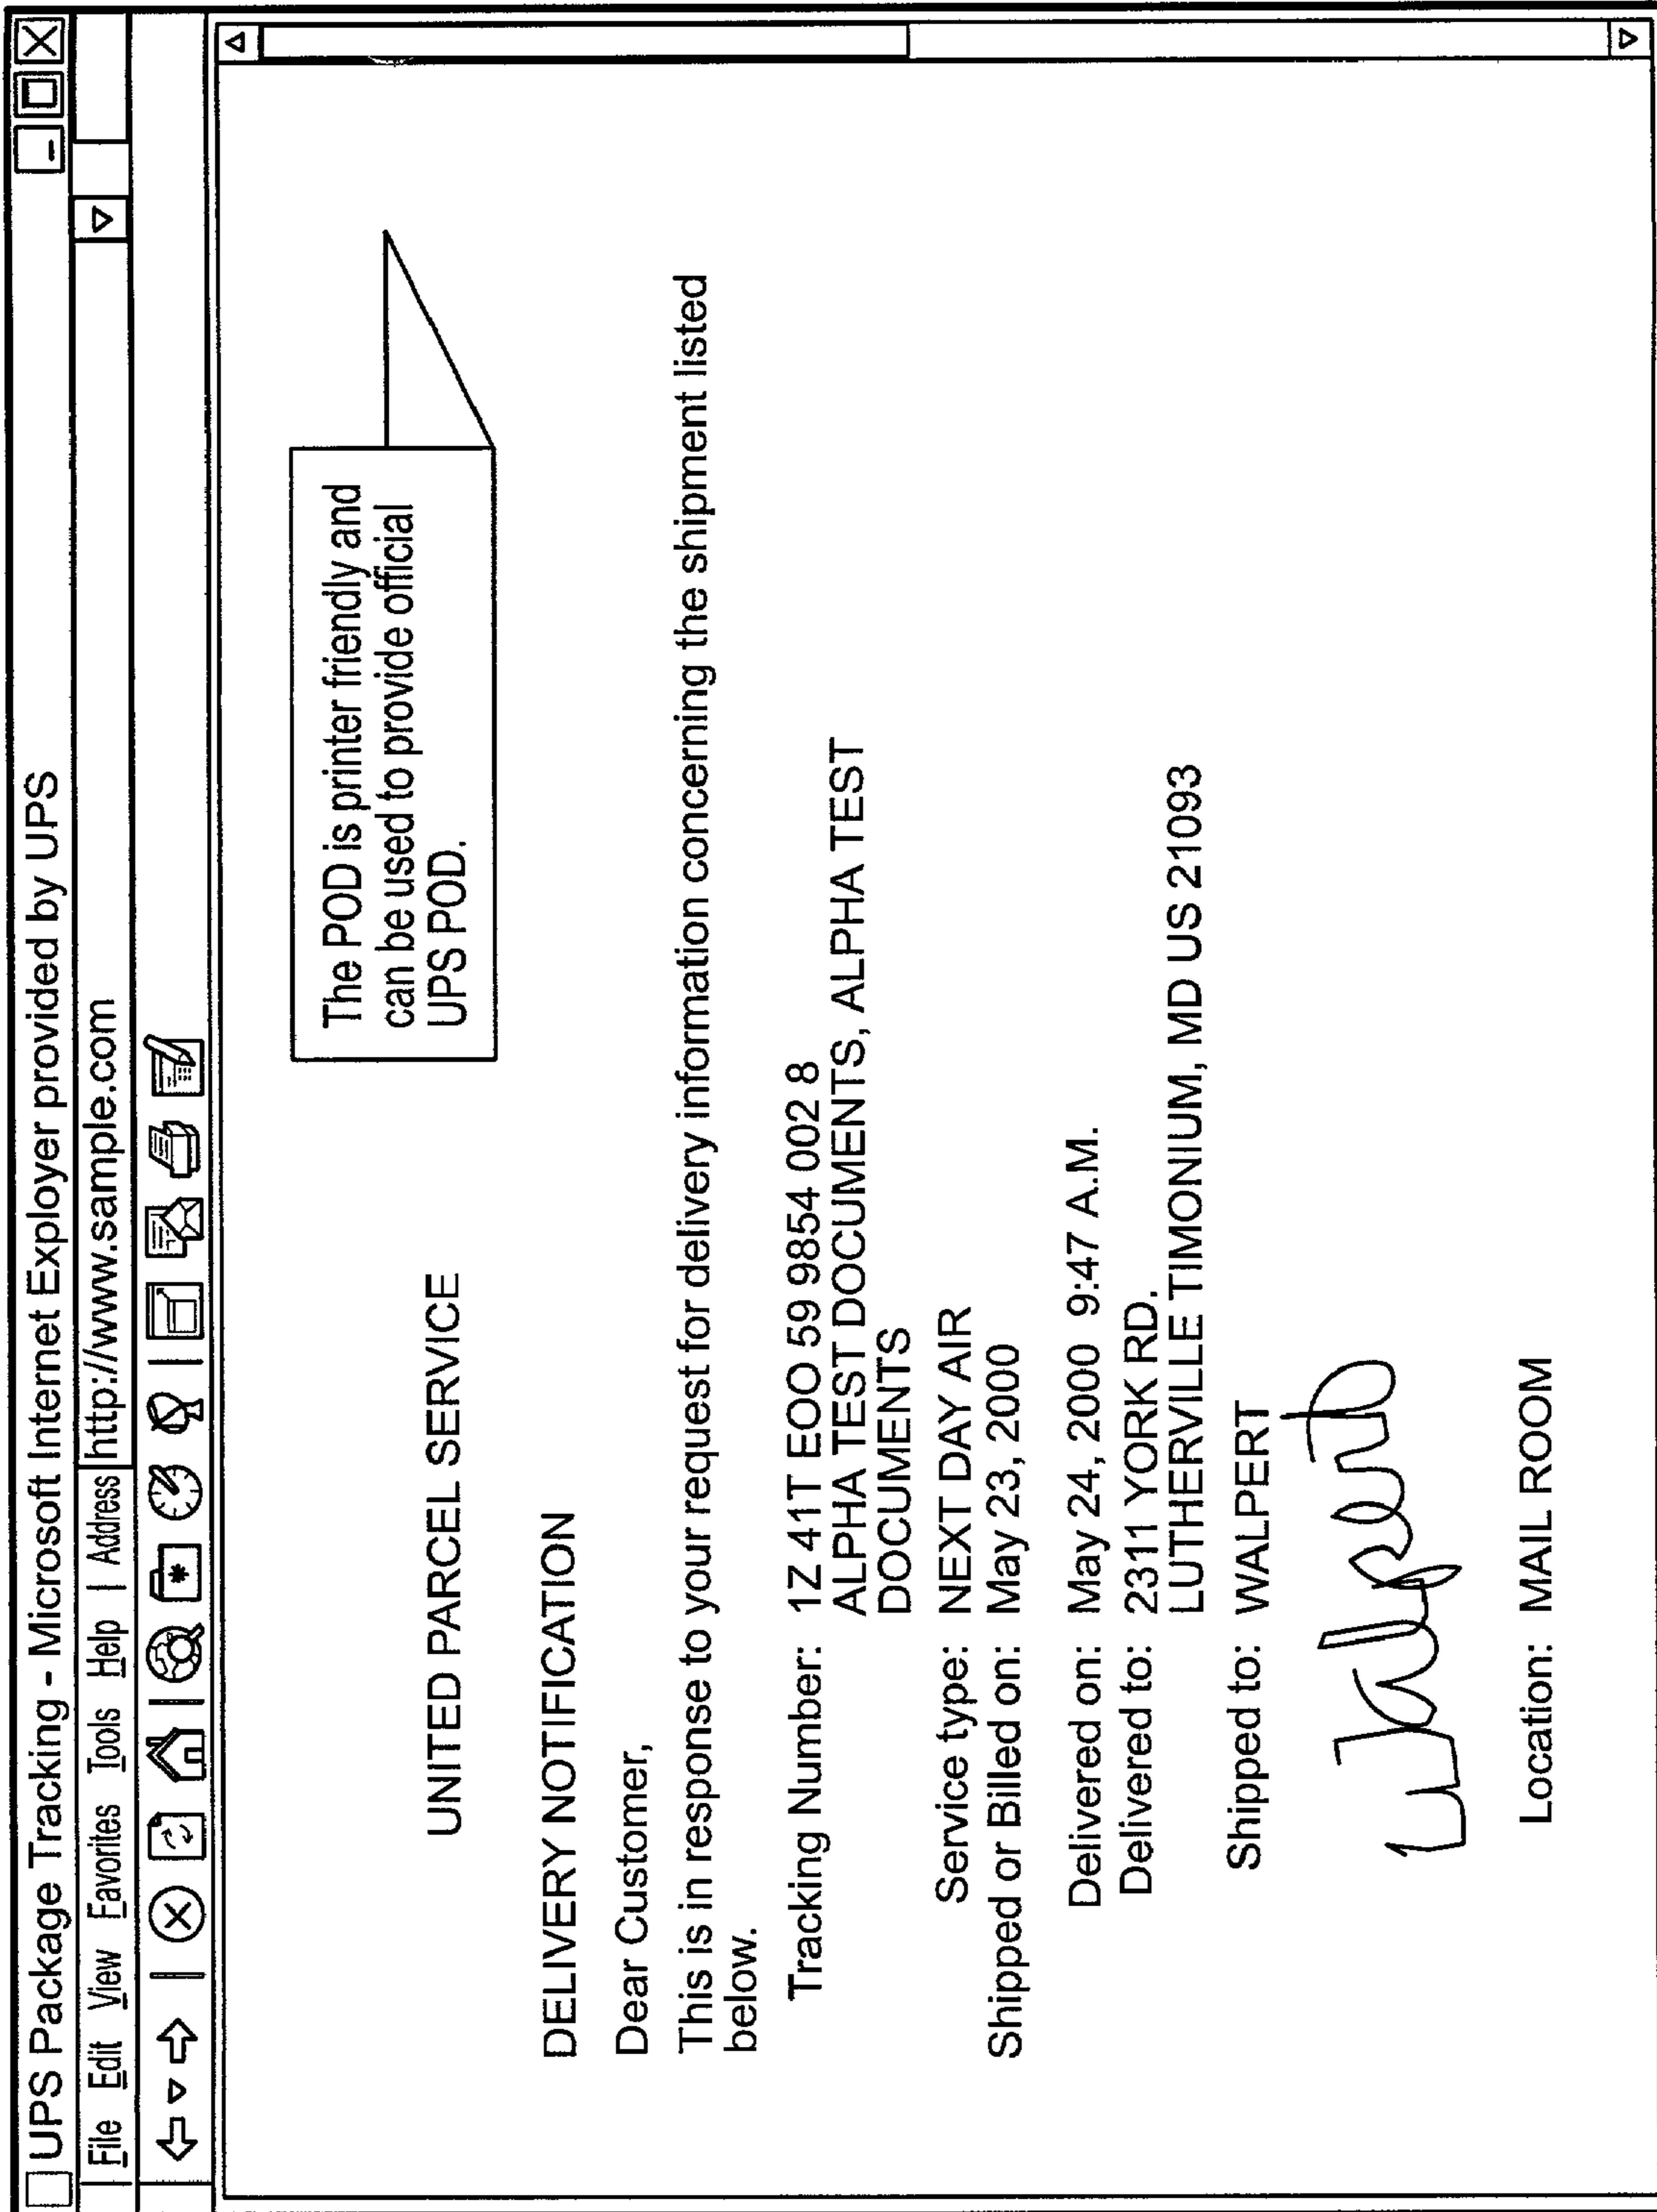 UPS Package Tracking - Microsoft Internet Exployer provided by UPS
File Edit View Favorites Tools Help | Address http://www.sample.com
The POD is printer friendly and
can be used to provide official
UPS POD.
UNITED PARCEL SERVICE
DELIVERY NOTIFICATION
Dear Customer,
This is in response to your request for delivery information concerning the shipment listed
below.
Tracking Number: 1Z 41T EOO 59 9854 002 8
ALPHA TEST DOCUMENTS, ALPHA TEST
DOCUMENTS
Service type: NEXT DAY AIR
Shipped or Billed on: May 23, 2000
Delivered on: May 24, 2000 9:47 A.M.
Delivered to: 2311 YORK RD.
LUTHERVILLE TIMONIUM, MD US 21093
Shipped to: WALPERT
Walpert
Location: MAIL ROOM